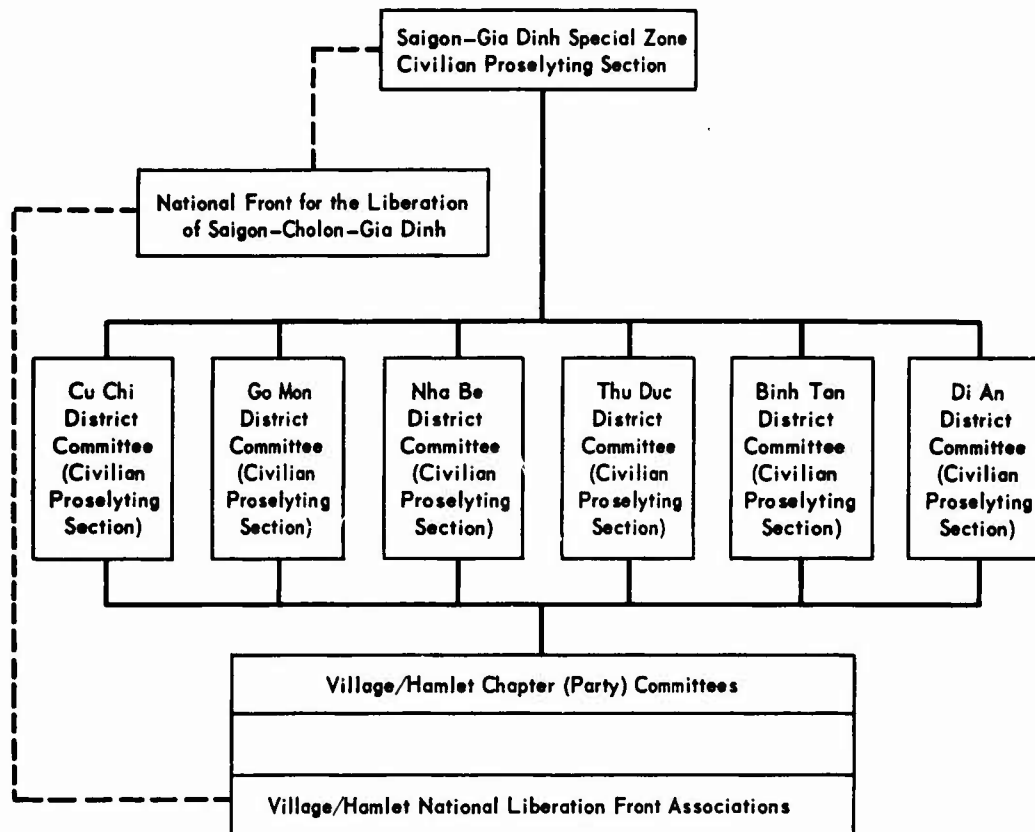 Saigon–Gia Dinh Special Zone
Civilian Proselyting Section
National Front for the Liberation
of Saigon–Cholon–Gia Dinh
Cu Chi
District
Committee
(Civilian
Proselyting
Section)
Go Mon
District
Committee
(Civilian
Proselyting
Section)
Nha Be
District
Committee
(Civilian
Proselyting
Section)
Thu Duc
District
Committee
(Civilian
Proselyting
Section)
Binh Tan
District
Committee
(Civilian
Proselyting
Section)
Di An
District
Committee
(Civilian
Proselyting
Section)
Village/Hamlet Chapter (Party) Committees
Village/Hamlet National Liberation Front Associations